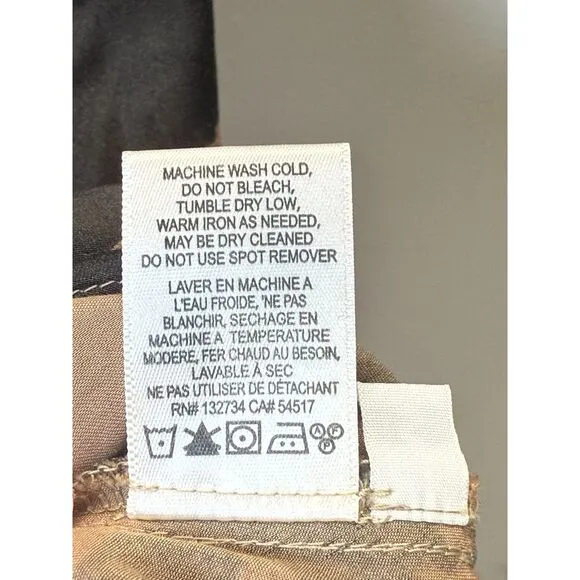 MACHINE WASH COLD,
DO NOT BLEACH,
TUMBLE DRY LOW,
WARM IRON AS NEEDED,
MAY BE DRY CLEANED
DO NOT USE SPOT REMOVER
LAVER EN MACHINE A
L'EAU FROIDE, 'NE PAS
BLANCHIR, SECHAGE EN
MACHINE A TEMPERATURE
MODERE, FER CHAUD AU BESOIN,
LAVABLE À SEC
NE PAS UTILISER DE DÉTACHANT
RN# 132734 CA# 54517
A F
P